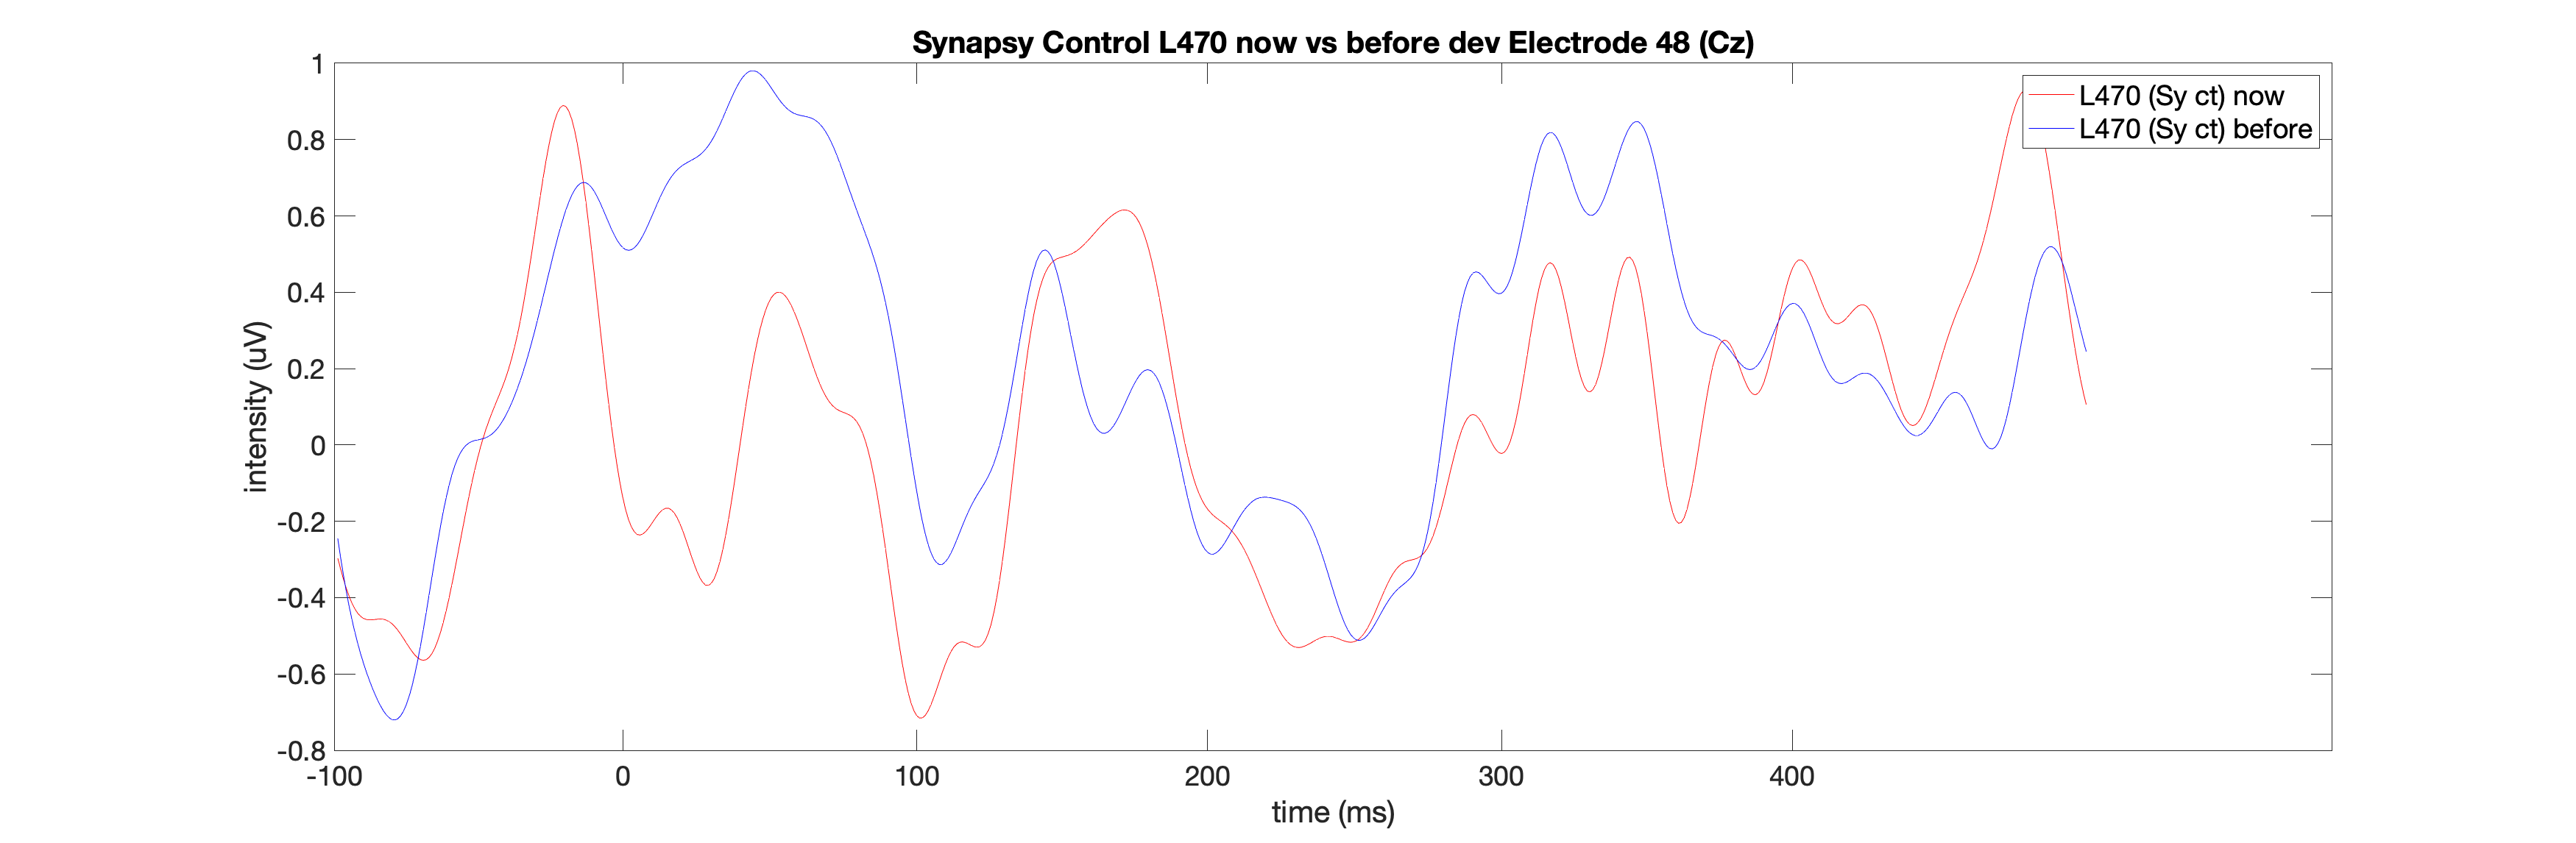 Synapsy Control L470 now vs before dev Electrode 48 (Cz)
1
0.8
0.6
0.4
0.2
0
-0.2
-0.4
-0.6
-0.8
intensity (uV)
L470 (Sy ct) now
L470 (Sy ct) before
-100 0 100 200 300 400
time (ms)